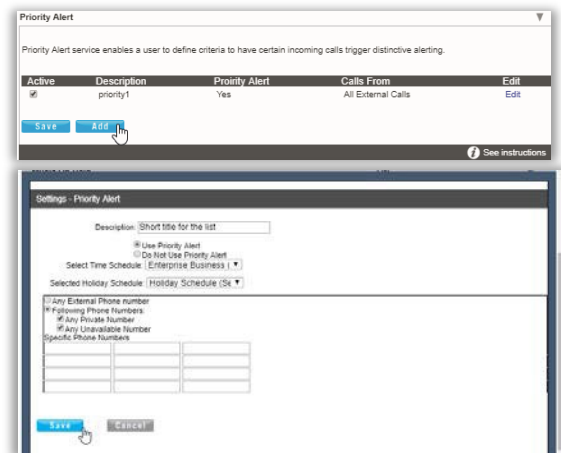 Priority Alert
Priority Alert service enables a user to define criteria to have certain incoming calls trigger distinctive alerting.
Active Description Proirity Alert Calls From Edit
priority1 Yes All External Calls Edit
Save Add
See instructions
Settings - Priority Alert
Description: Short title for the list
Use Priority Alert
Do Not Use Priority Alert
Select Time Schedule: Enterprise Business (
Selected Holiday Schedule: Holiday Schedule (Se
Any External Phone number
Following Phone Numbers:
Any Private Number
Any Unavailable Number
Specific Phone Numbers
Save Cancel